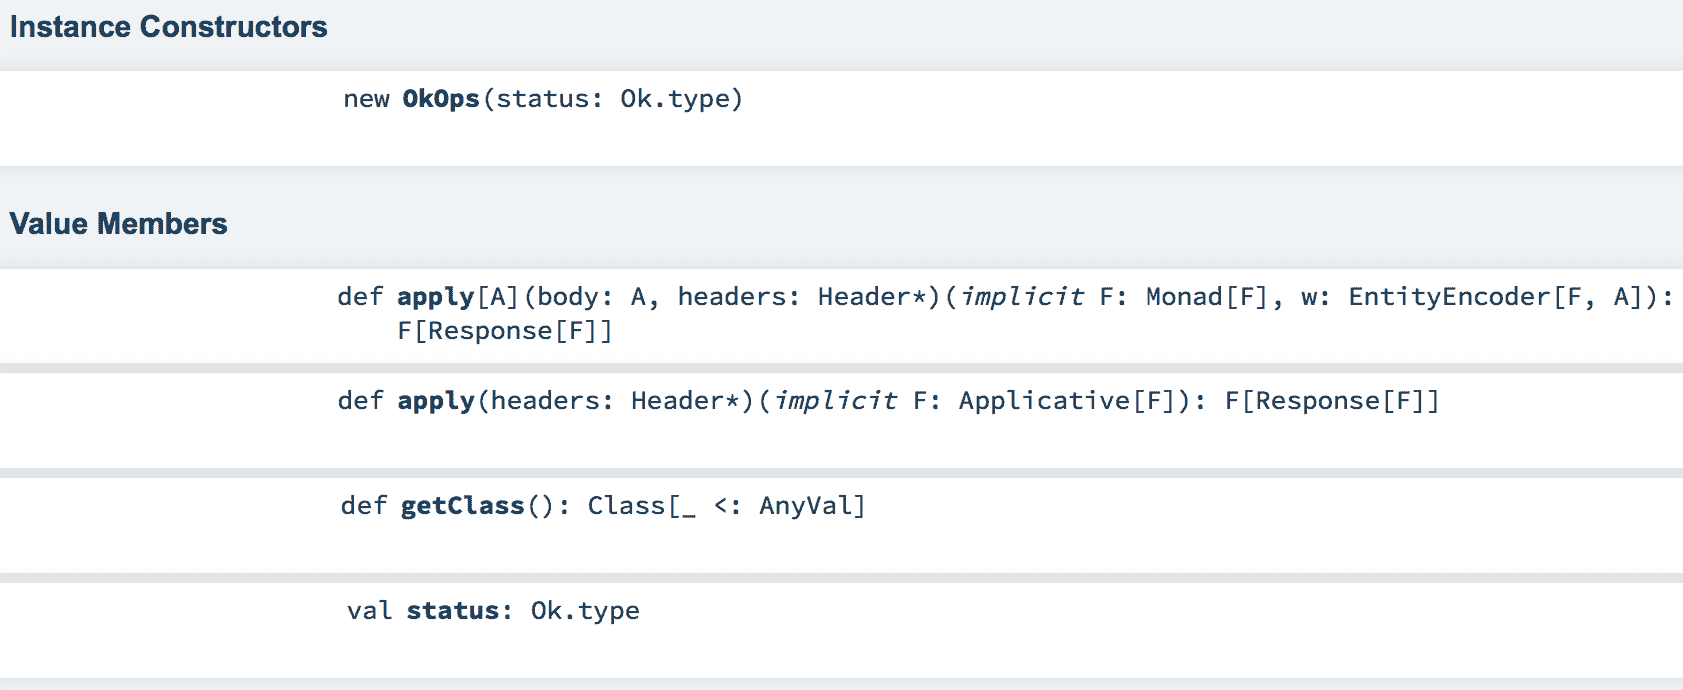 Instance Constructors
new OkOps(status: Ok.type)
Value Members
def apply[A](body: A, headers: Header*)(implicit F: Monad[F], w: EntityEncoder[F, A]):
F[Response[F]]
def apply(headers: Header*)(implicit F: Applicative[F]): F[Response[F]]
def getClass(): Class[_ <: AnyVal]
val status: Ok.type